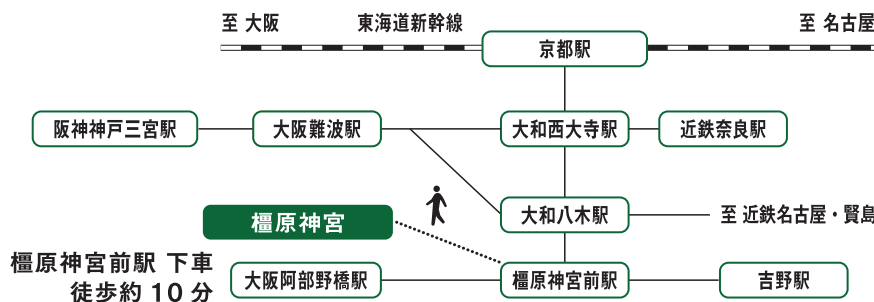 至 大阪
東海道新幹線
至 名古屋
京都駅
阪神神戸三宮駅
大阪難波駅
大和西大寺駅
近鉄奈良駅
大和八木駅
至 近鉄名古屋・賢島
橿原神宮
橿原神宮前駅 下車
徒歩約 10 分
大阪阿部野橋駅
橿原神宮前駅
吉野駅